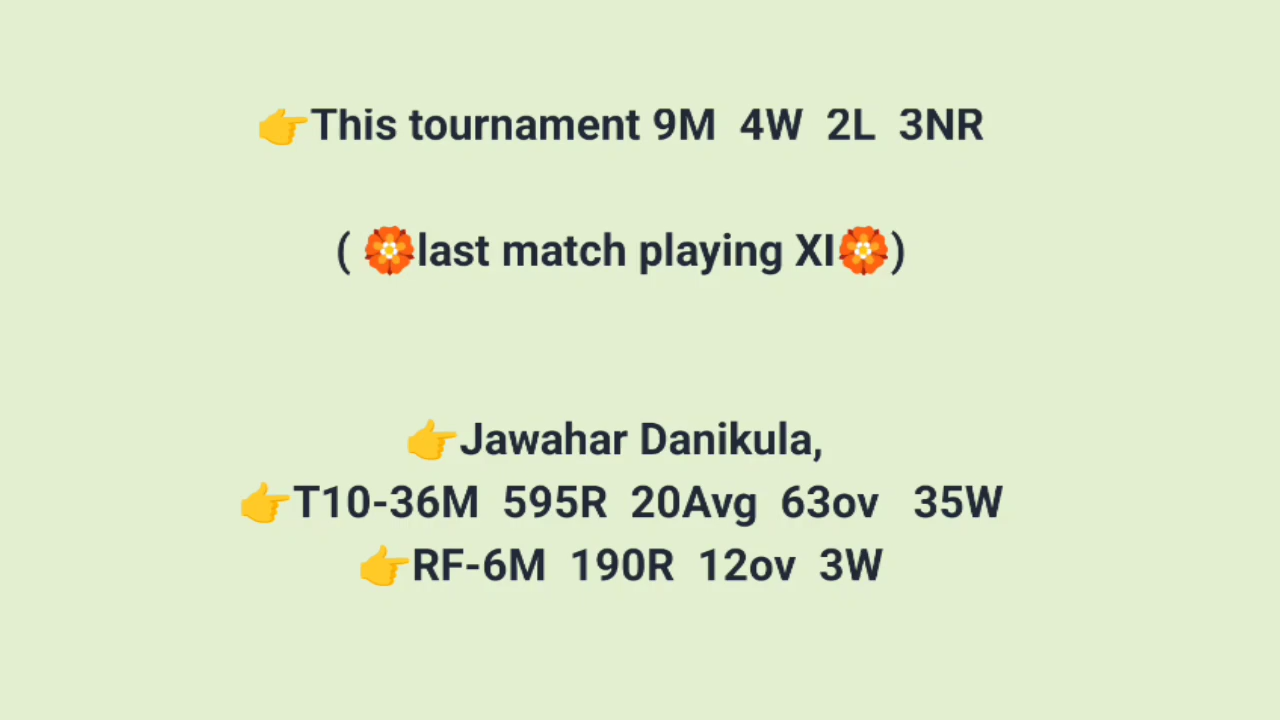 👉This tournament 9M 4W 2L 3NR
( 🏵️last match playing XI🏵️)
👉Jawahar Danikula,
👉T10-36M 595R 20Avg 63ov 35W
👉RF-6M 190R 12ov 3W